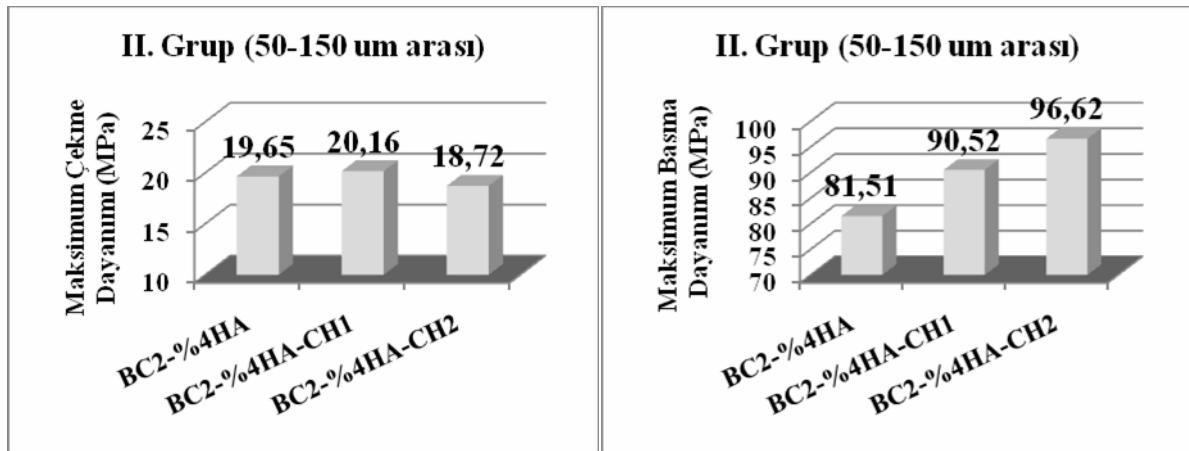 II. Grup (50-150 um arası)
Maksimum Çekme
Dayanımı (MPa)
25
20
15
10
19,65
20,16
18,72
BC2-%4HA
BC2-%4HA-CH1
BC2-%4HA-CH2
II. Grup (50-150 um arası)
Maksimum Basma
Dayanımı (MPa)
100
95
90
85
80
75
70
81,51
90,52
96,62
BC2-%4HA
BC2-%4HA-CH1
BC2-%4HA-CH2